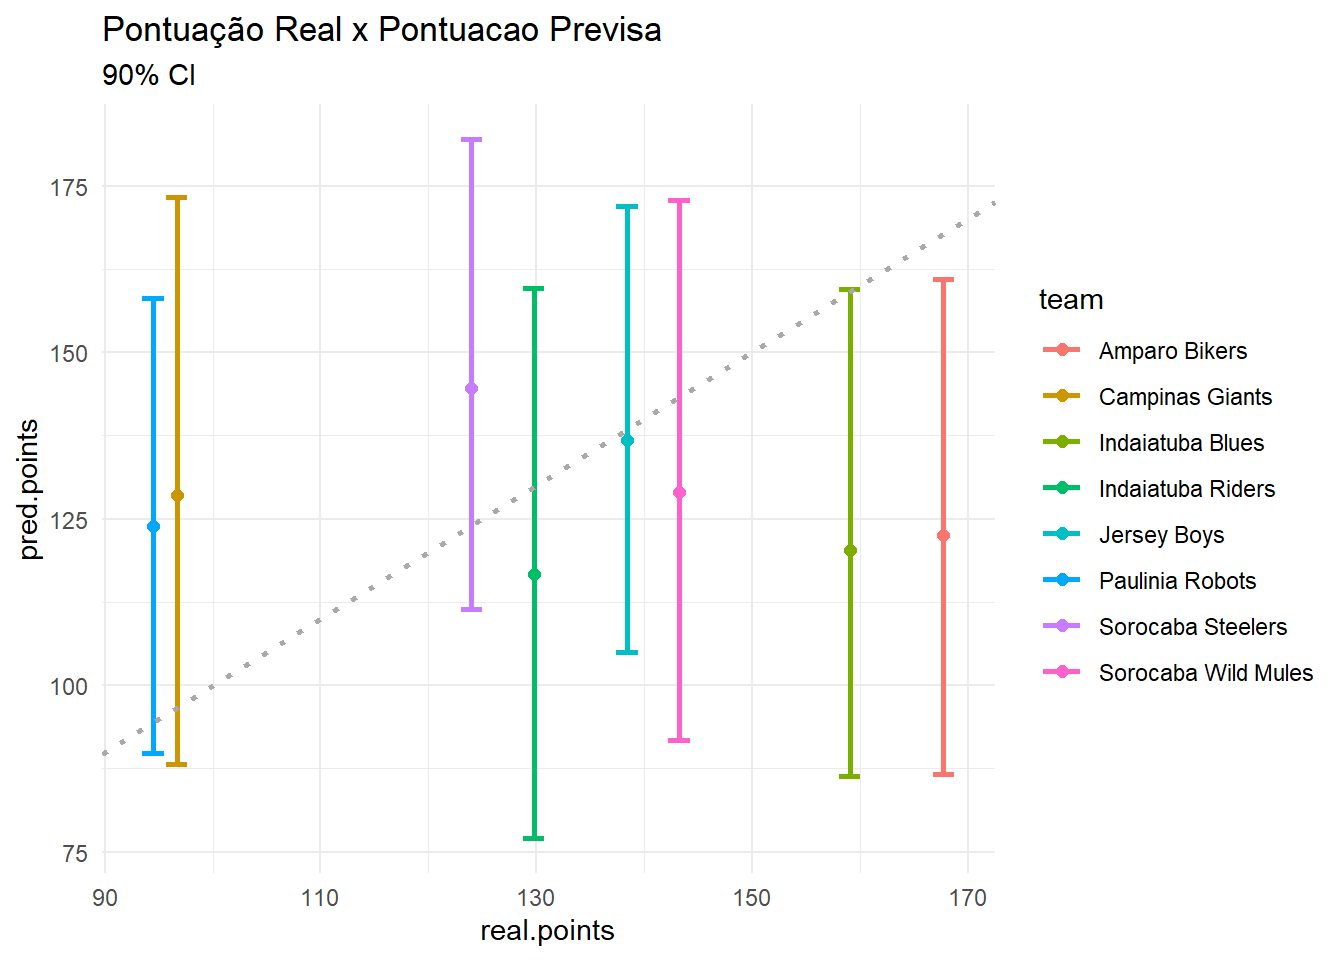 Pontuação Real x Pontuacao Previsa
90% CI
175
150
125
100
75
pred.points
90 110 130 150 170
real.points
team
Amparo Bikers
Campinas Giants
Indaiatuba Blues
Indaiatuba Riders
Jersey Boys
Paulinia Robots
Sorocaba Steelers
Sorocaba Wild Mules